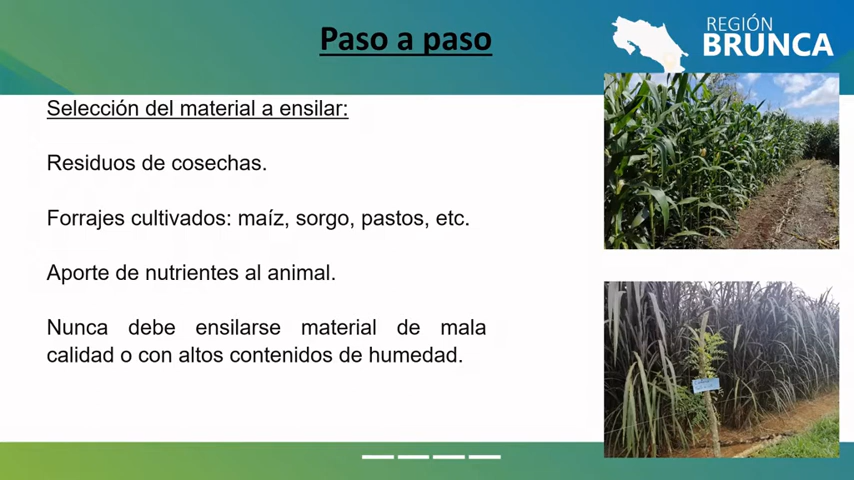 Paso a paso
REGIÓN
BRUNCA
Selección del material a ensilar:
Residuos de cosechas.
Forrajes cultivados: maíz, sorgo, pastos, etc.
Aporte de nutrientes al animal.
Nunca debe ensilarse material de mala
calidad o con altos contenidos de humedad.